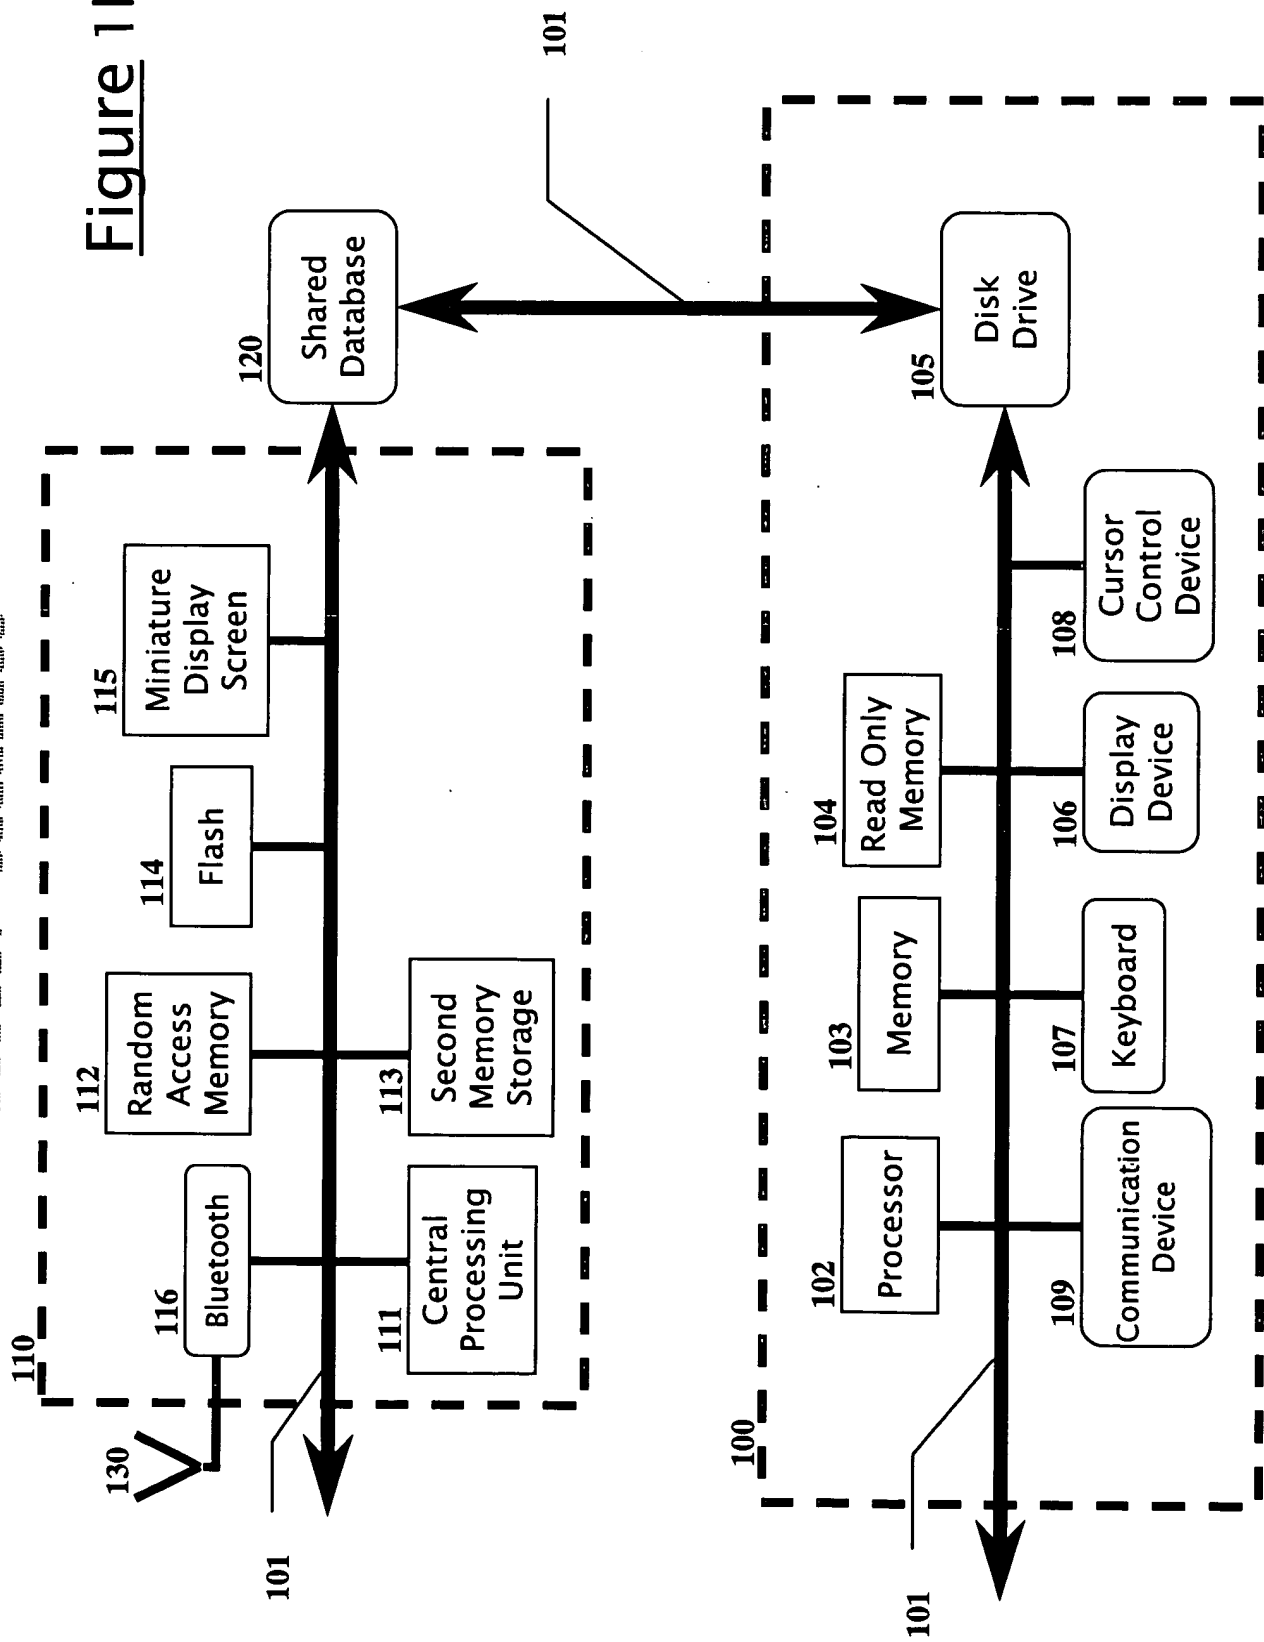 Figure 1
110
130
116
Bluetooth
112
Random
Access
Memory
114
Flash
115
Miniature
Display
Screen
101
111
Central
Processing
Unit
113
Second
Memory
Storage
120
Shared
Database
101
100
102
Processor
103
Memory
104
Read Only
Memory
101
105
Disk
Drive
109
Communication
Device
107
Keyboard
106
Display
Device
108
Cursor
Control
Device